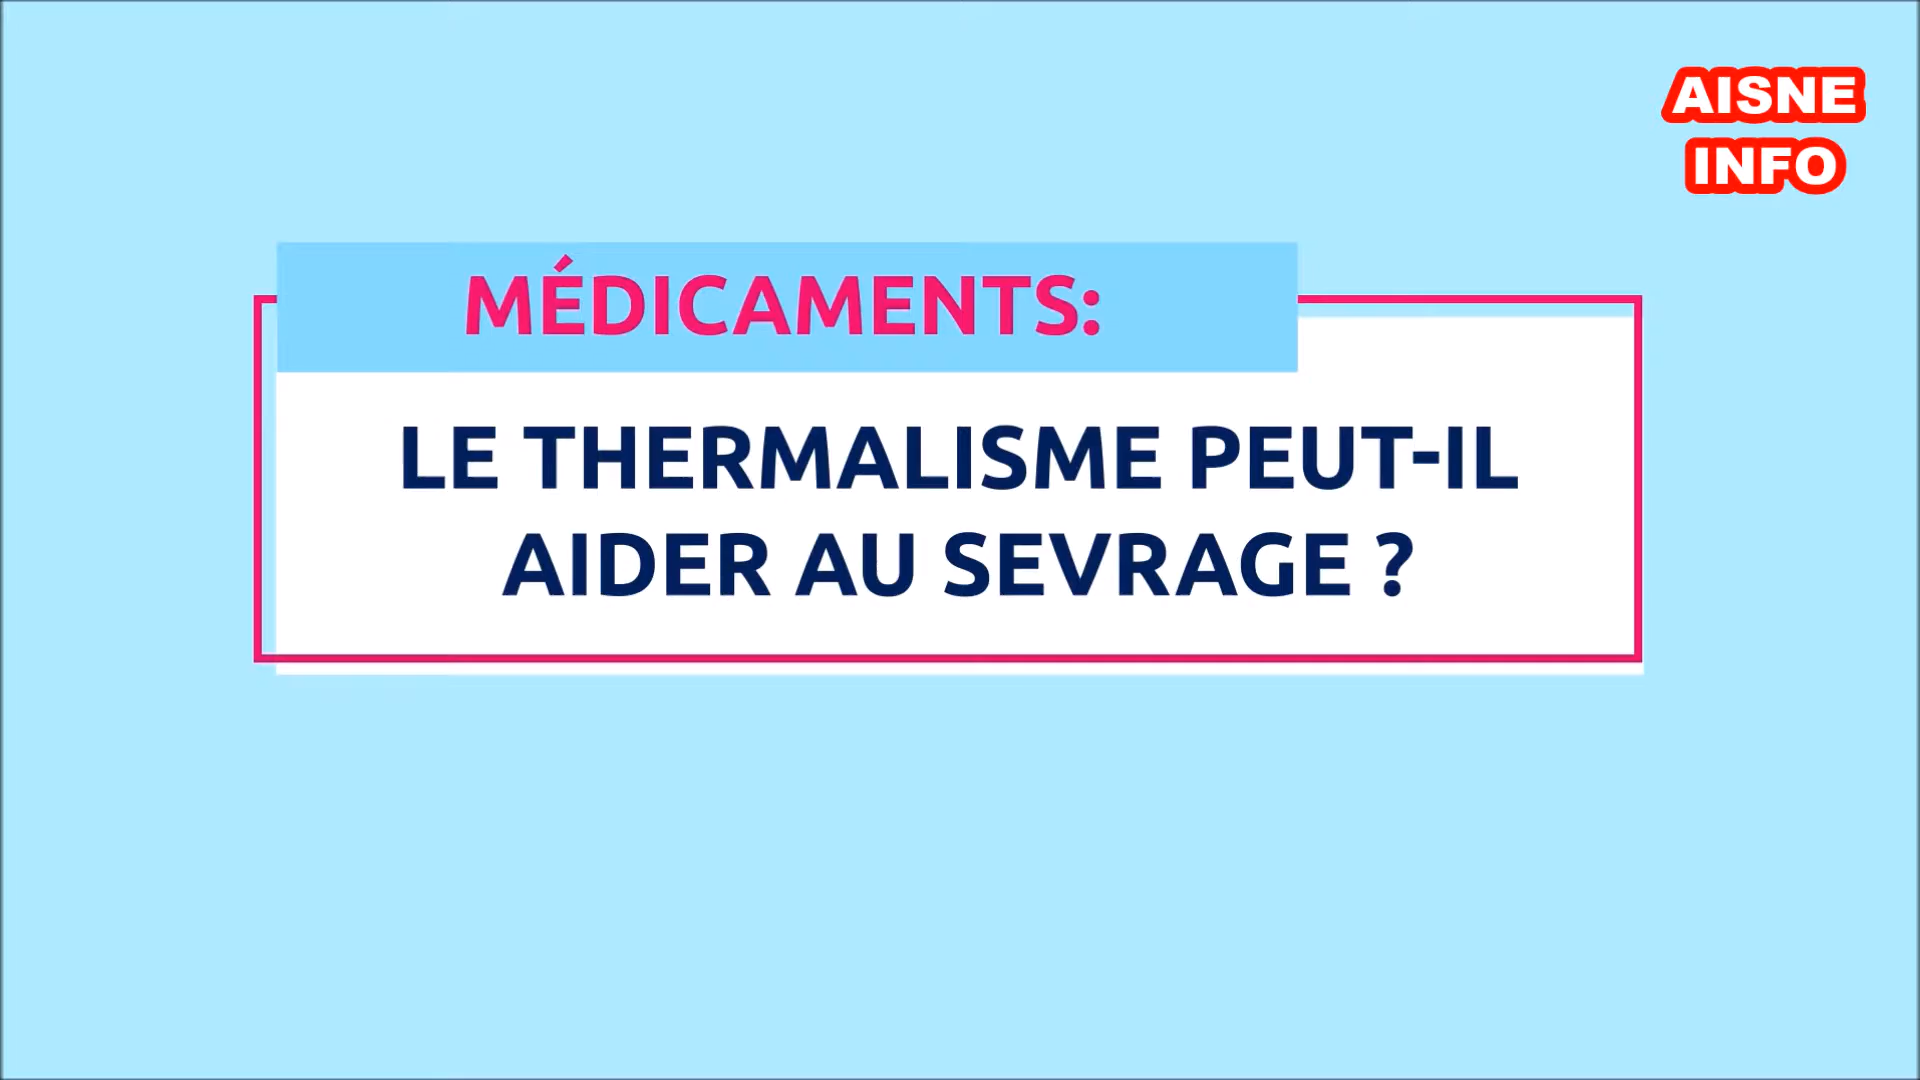 AISNE
INFO
MÉDICAMENTS:
LE THERMALISME PEUT-IL
AIDER AU SEVRAGE ?